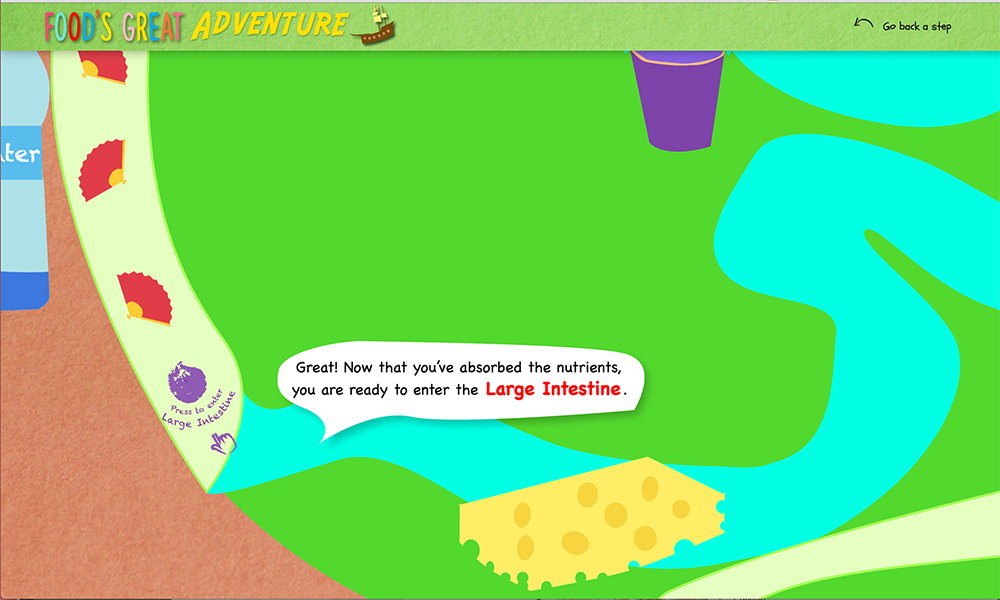 FOOD'S GREAT ADVENTURE
Go back a step
ter
Great! Now that you've absorbed the nutrients,
you are ready to enter the Large Intestine.
Press to enter
Large Intestine